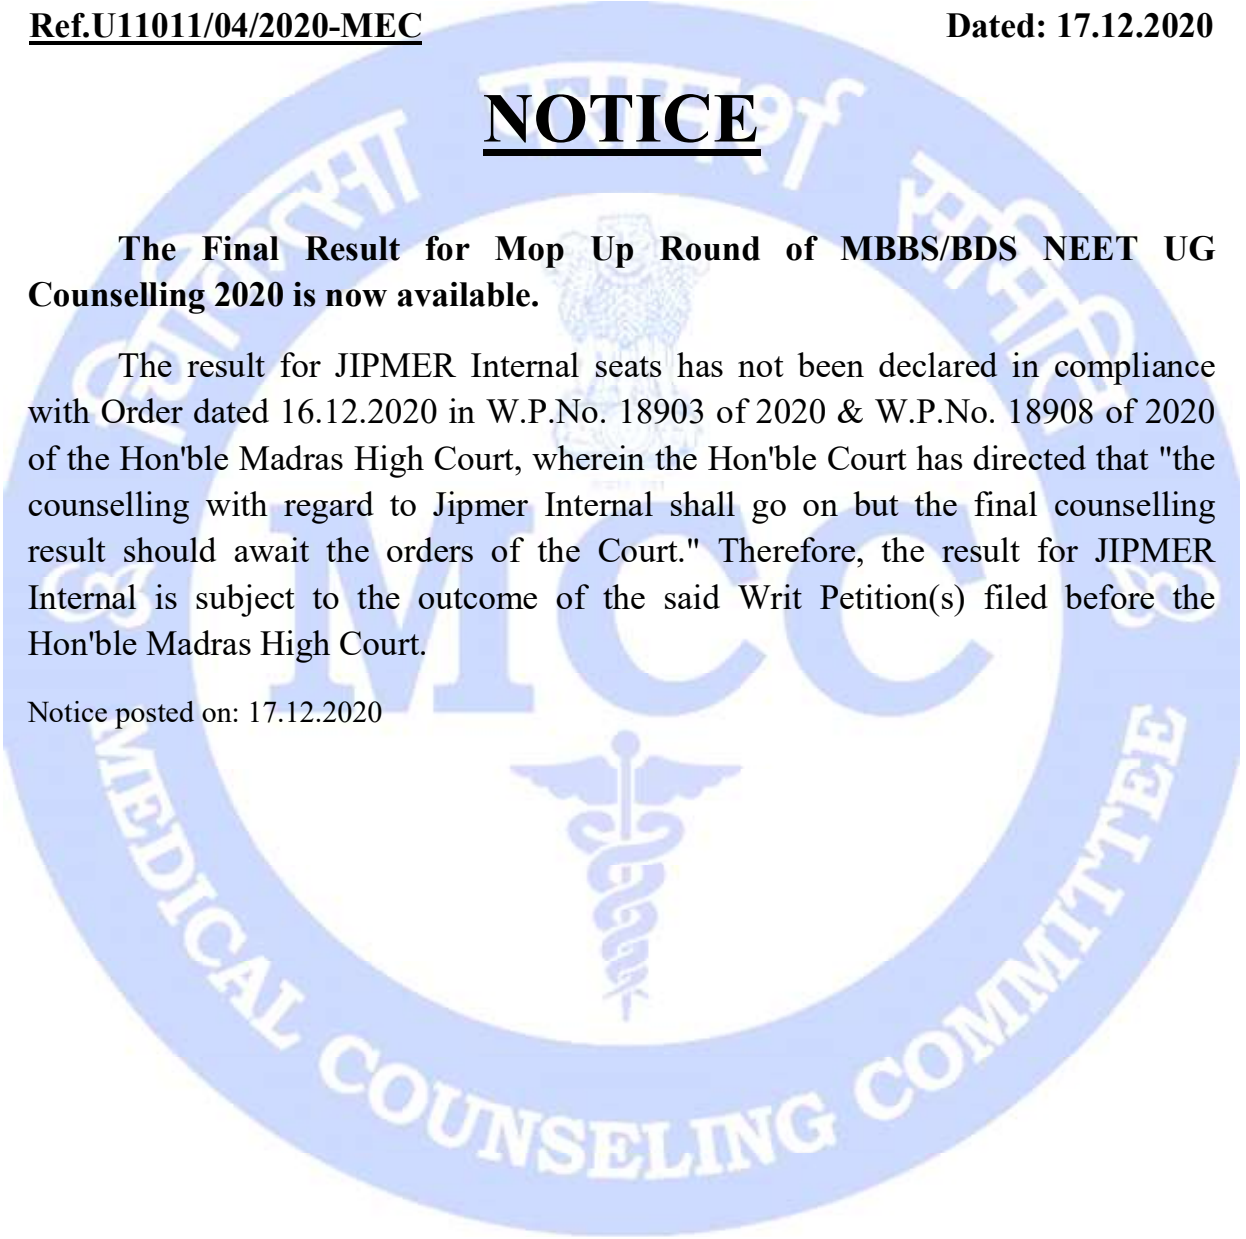 Ref.U11011/04/2020-MEC Dated: 17.12.2020
NOTICE
The Final Result for Mop Up Round of MBBS/BDS NEET UG
Counselling 2020 is now available.
The result for JIPMER Internal seats has not been declared in compliance
with Order dated 16.12.2020 in W.P.No. 18903 of 2020 & W.P.No. 18908 of 2020
of the Hon'ble Madras High Court, wherein the Hon'ble Court has directed that "the
counselling with regard to Jipmer Internal shall go on but the final counselling
result should await the orders of the Court." Therefore, the result for JIPMER
Internal is subject to the outcome of the said Writ Petition(s) filed before the
Hon'ble Madras High Court.
Notice posted on: 17.12.2020
चिकित्सा परामर्श समिति
MCC
MEDICAL COUNSELING COMMITTEE